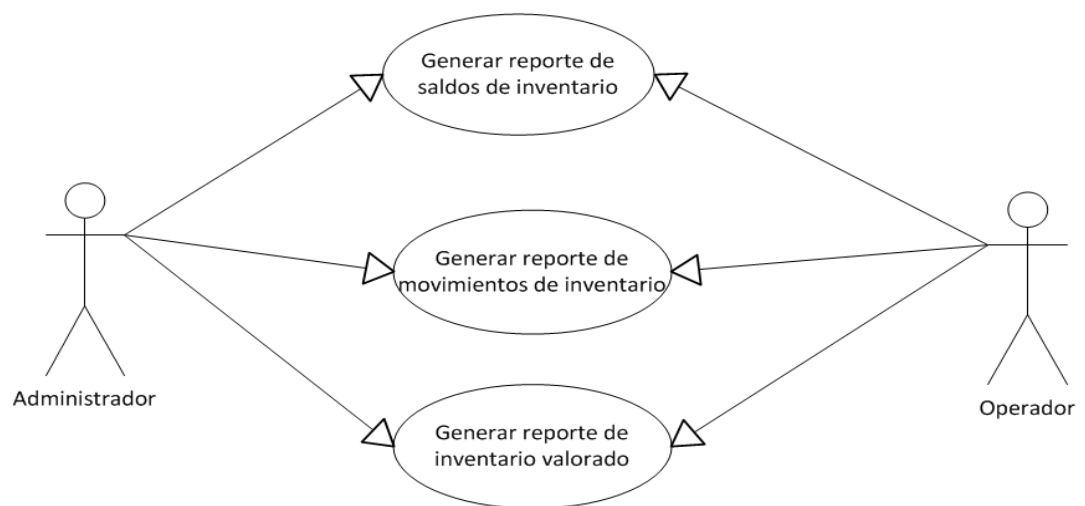 Generar reporte de
saldos de inventario
Generar reporte de
movimientos de inventario
Administrador
Operador
Generar reporte de
inventario valorado